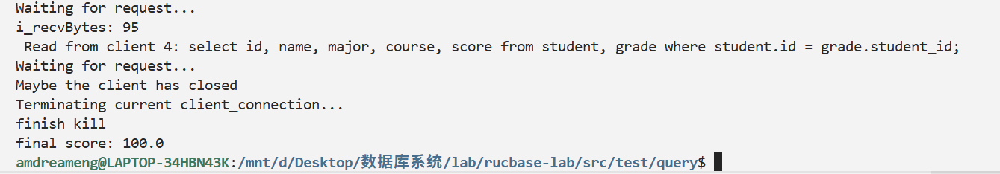 Waiting for request...
i_recvBytes: 95
 Read from client 4: select id, name, major, course, score from student, grade where student.id = grade.student_id;
Waiting for request...
Maybe the client has closed
Terminating current client_connection...
finish kill
final score: 100.0
amdreameng@LAPTOP-34HBN43K:/mnt/d/Desktop/数据库系统/lab/rucbase-lab/src/test/query$